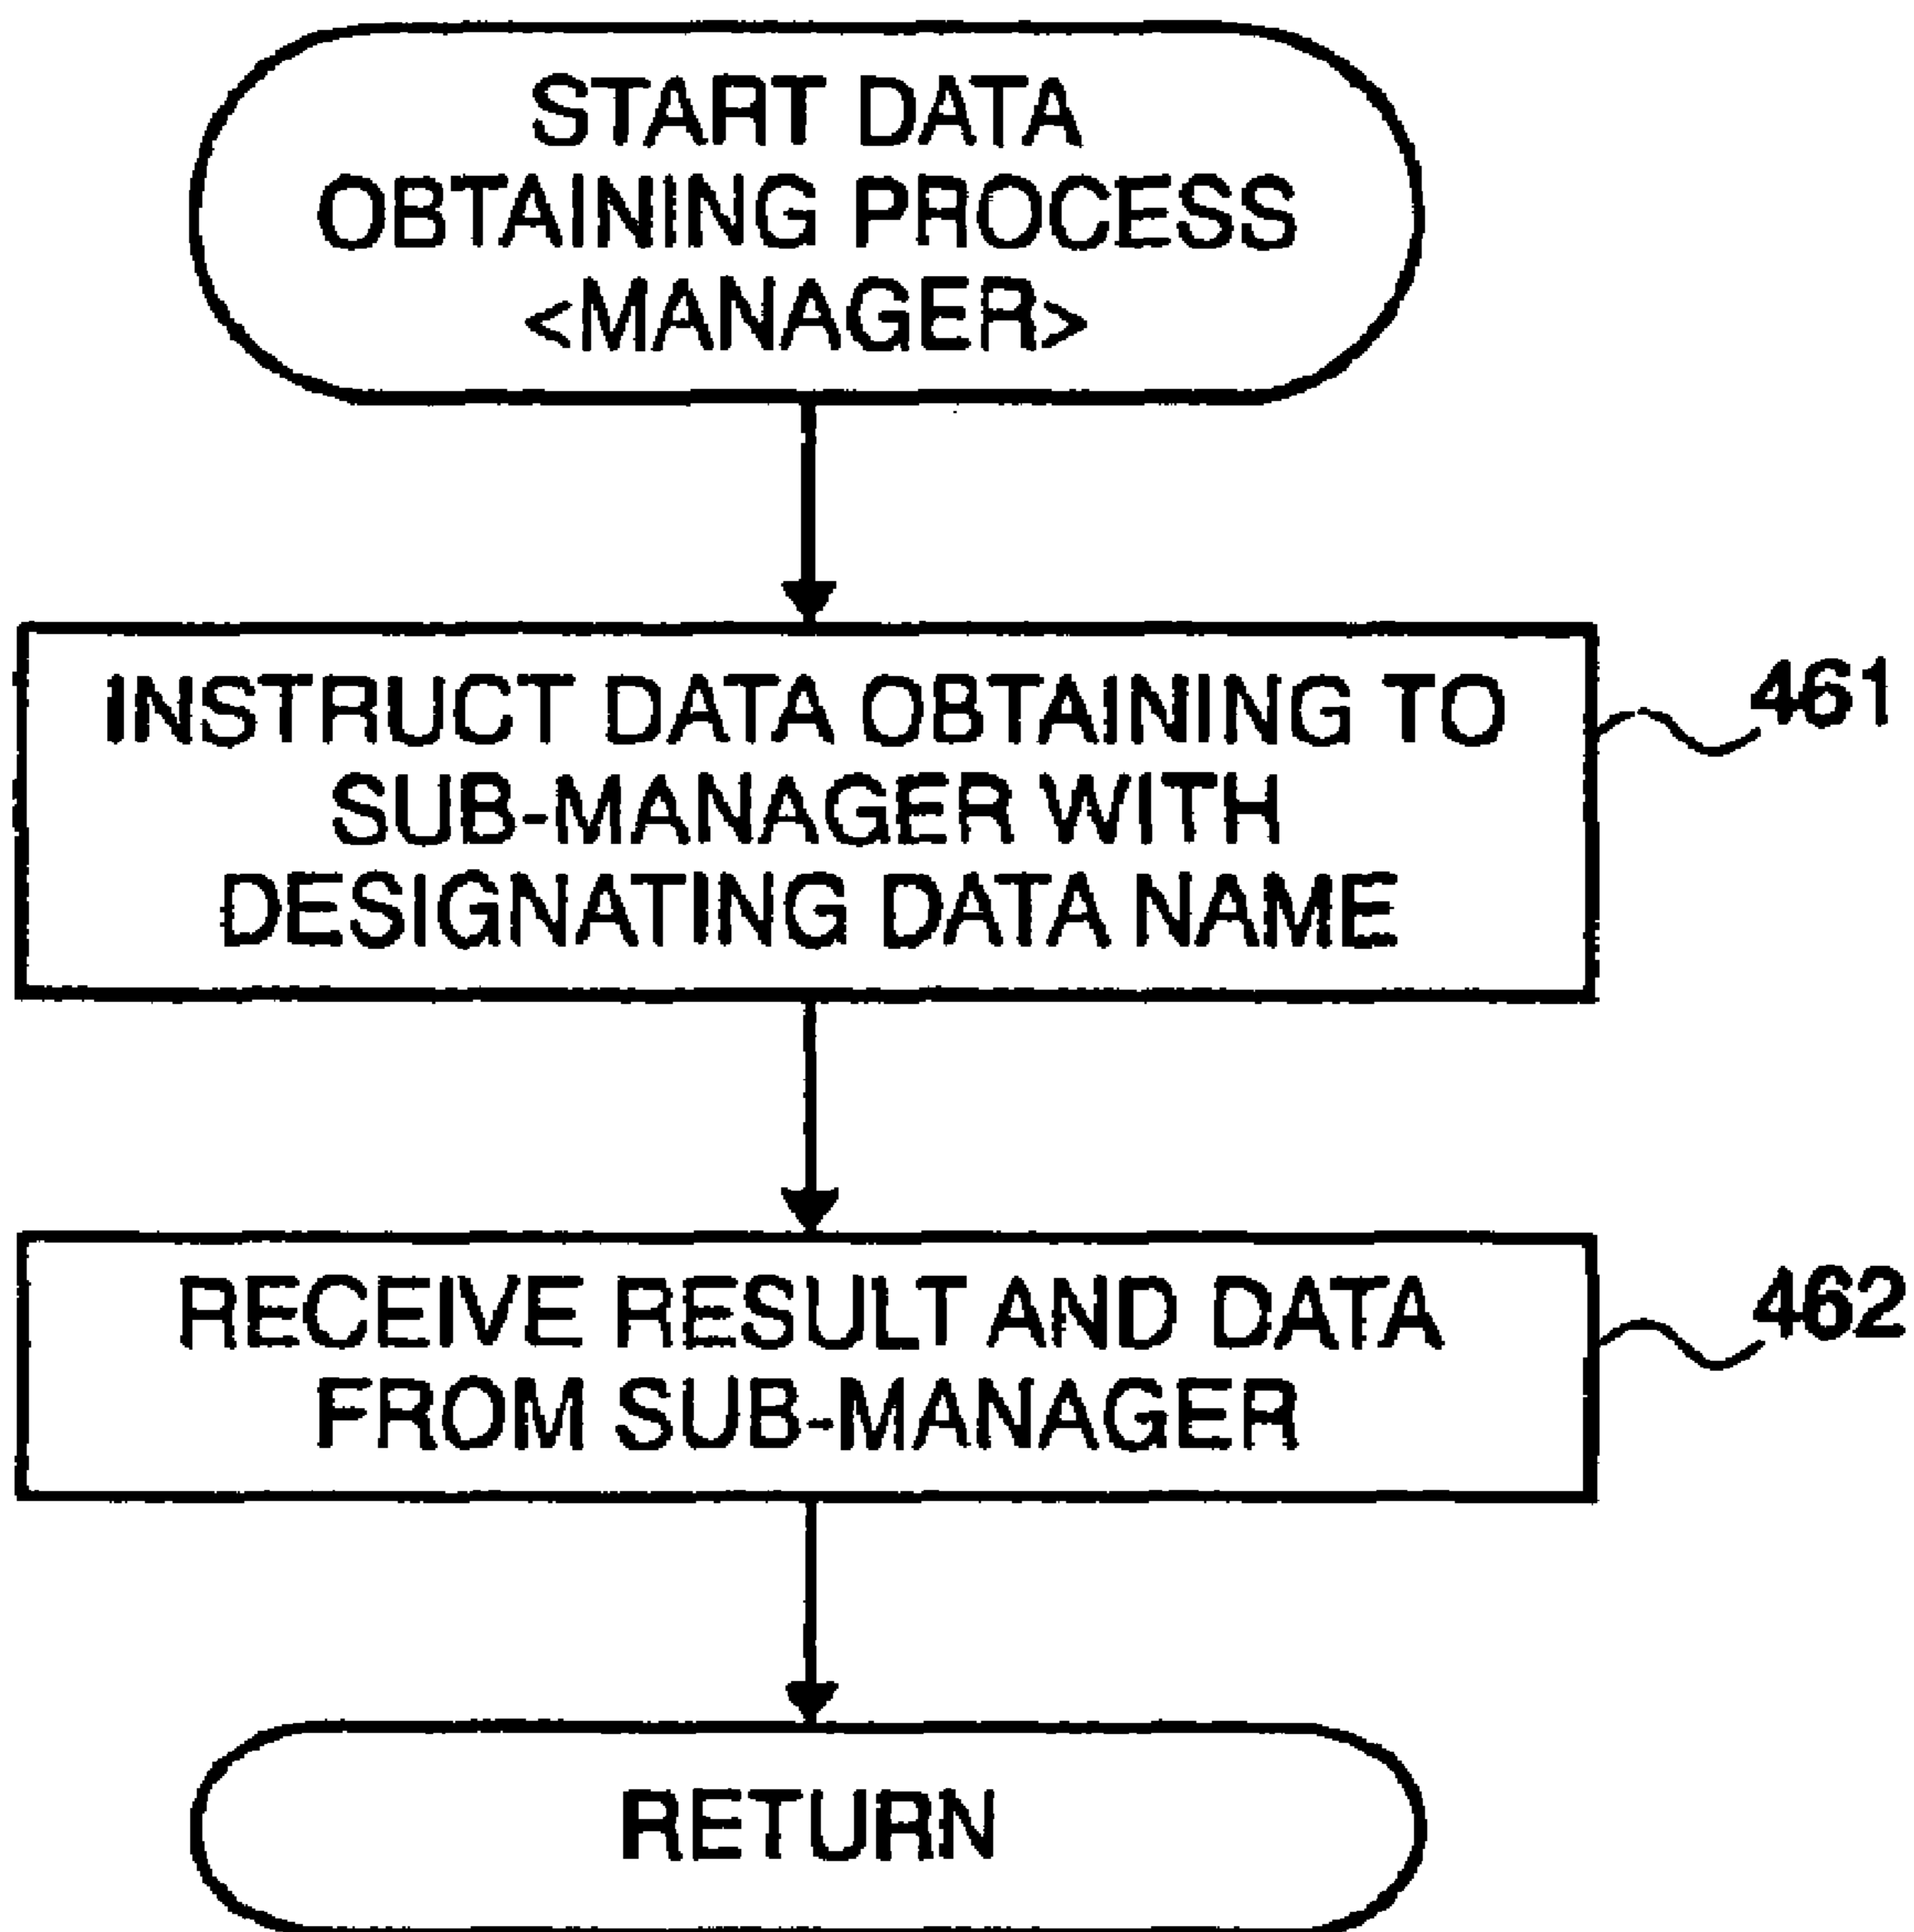 START DATA
OBTAINING PROCESS
<MANAGER>
INSTRUCT DATA OBTAINING TO
SUB-MANAGER WITH
DESIGNATING DATA NAME
461
RECEIVE RESULT AND DATA
FROM SUB-MANAGER
462
RETURN